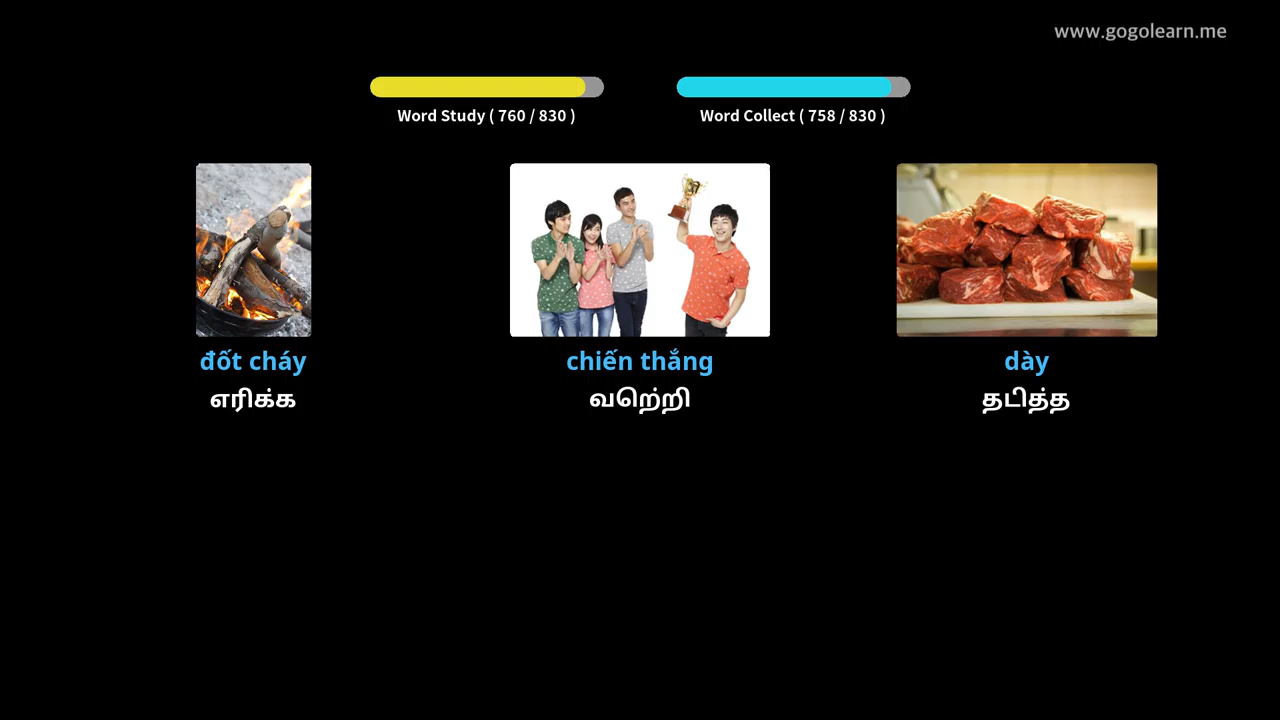 www.gogolearn.me
Word Study ( 760 / 830 )
Word Collect ( 758 / 830 )
đốt cháy
chiến thắng
dày
எரிக்க
வெற்றி
தடித்த